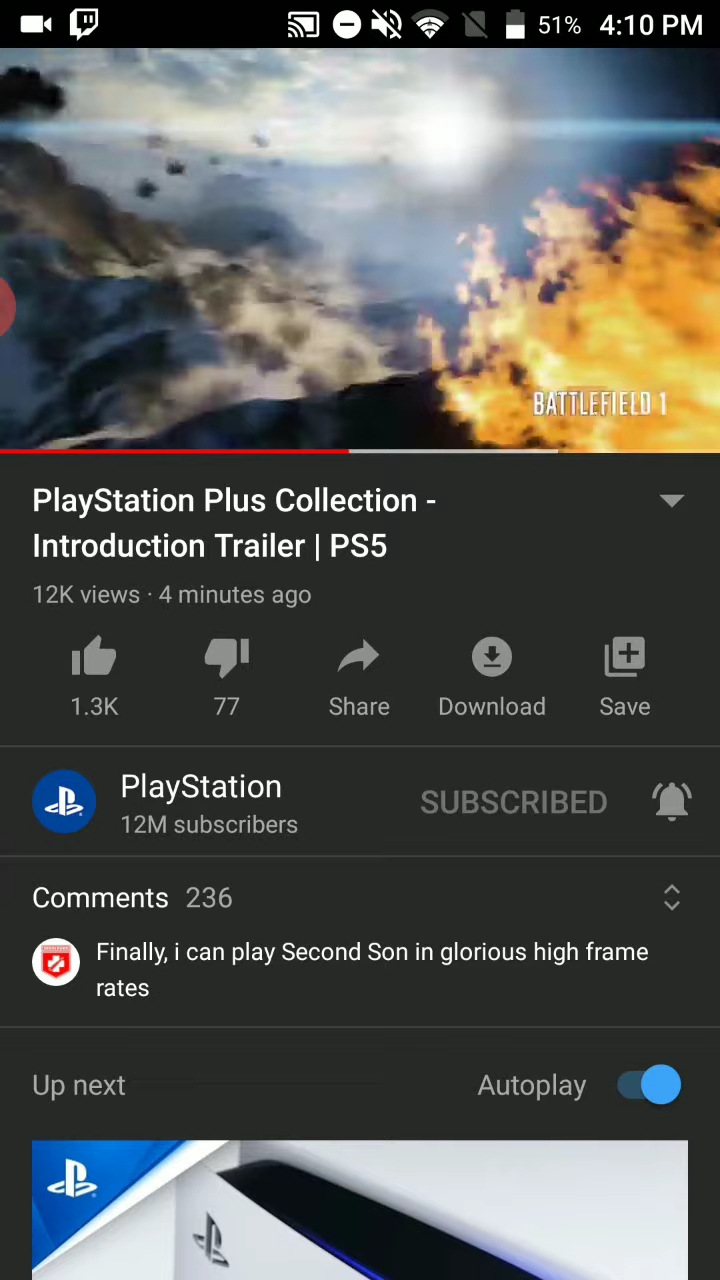 51% 4:10 PM
BATTLEFIELD 1
PlayStation Plus Collection -
Introduction Trailer | PS5
12K views · 4 minutes ago
1.3K 77 Share Download Save
PlayStation
SUBSCRIBED
12M subscribers
Comments 236
Finally, i can play Second Son in glorious high frame
rates
Up next Autoplay